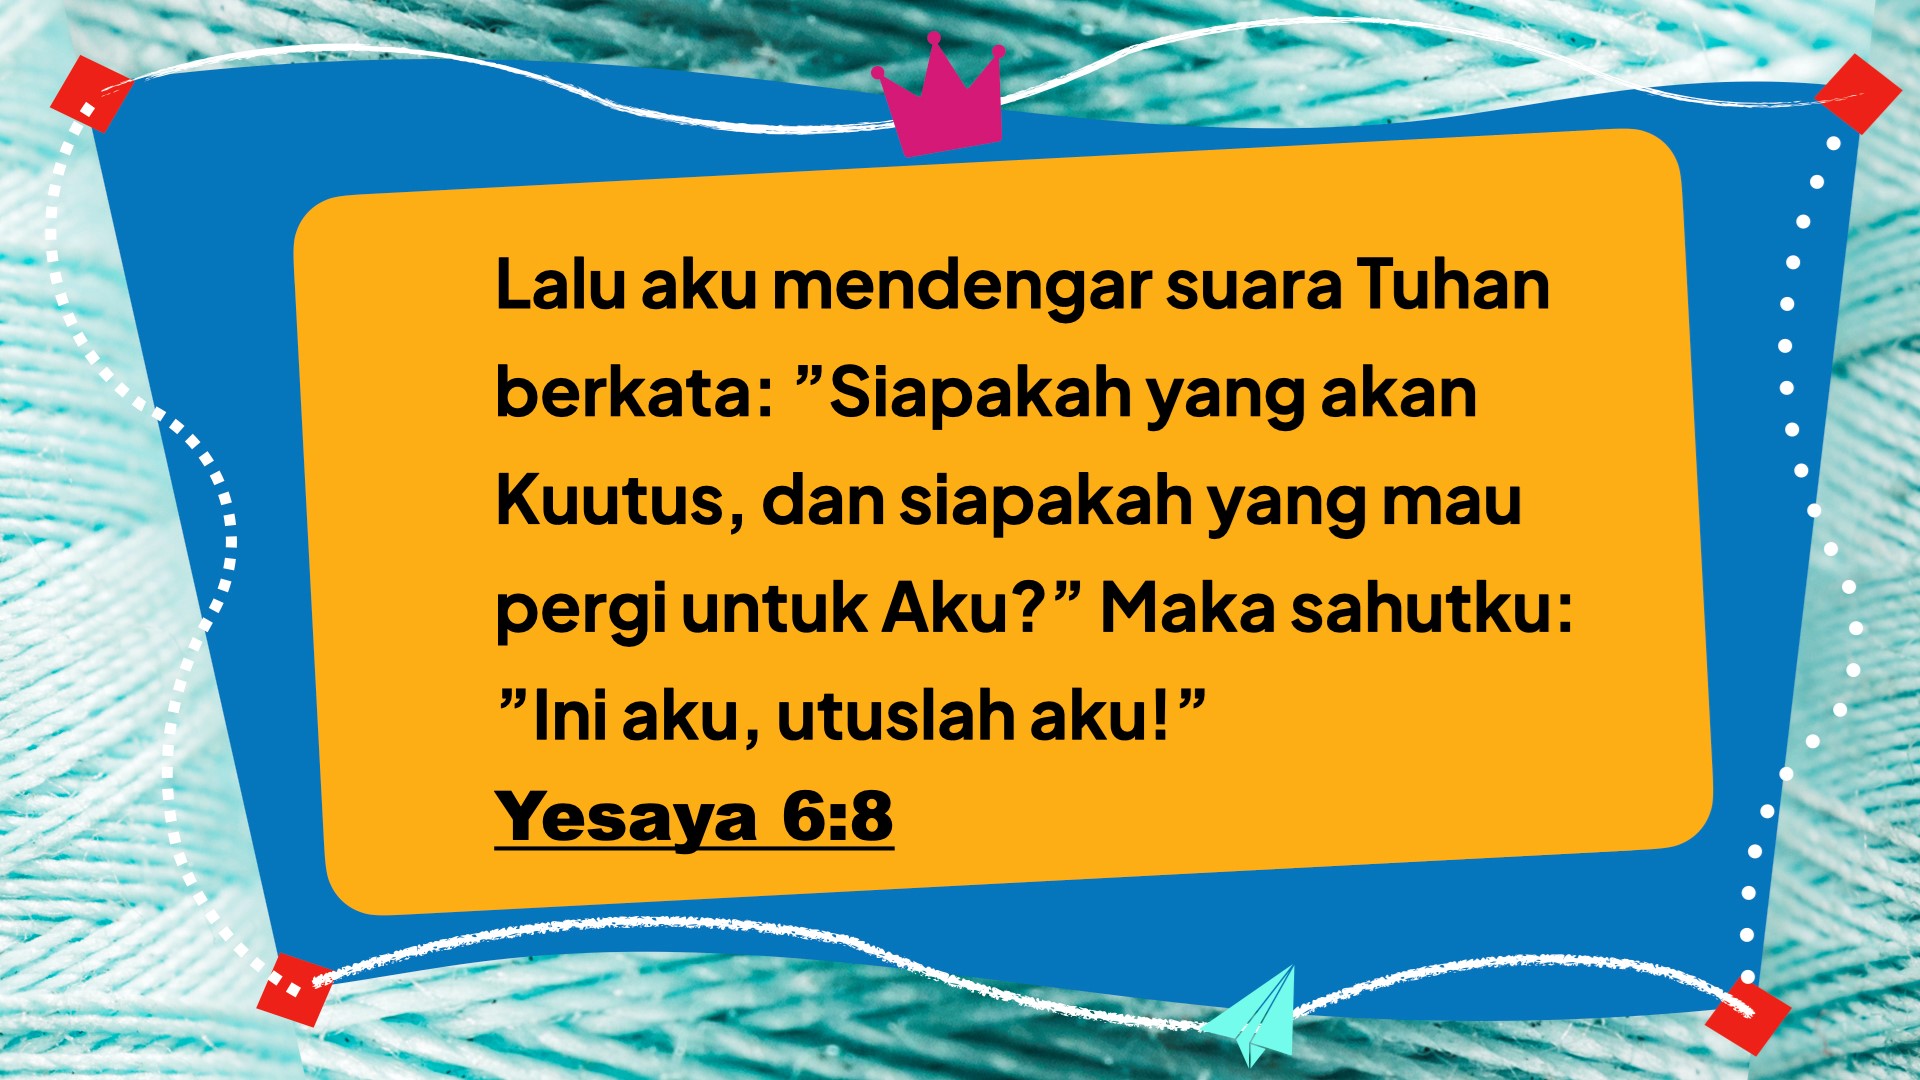 Lalu aku mendengar suara Tuhan
berkata: ”Siapakah yang akan
Kuutus, dan siapakah yang mau
pergi untuk Aku?” Maka sahutku:
”Ini aku, utuslah aku!”
Yesaya 6:8